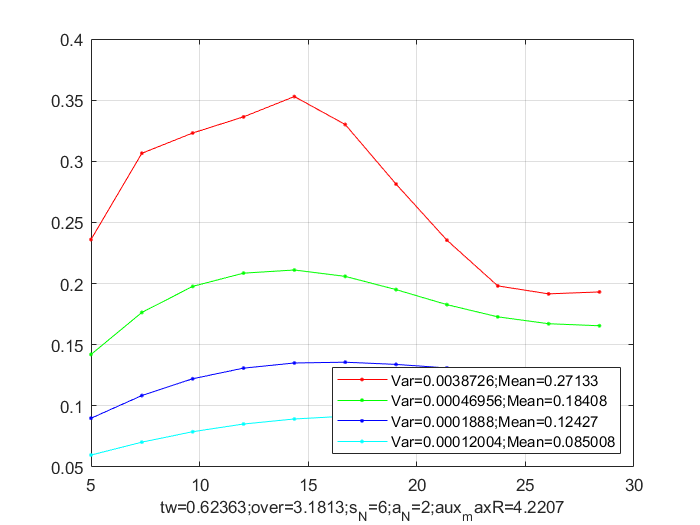 0.4
0.35
0.3
0.25
0.2
0.15
0.1
0.05
Var=0.0038726;Mean=0.27133
Var=0.00046956;Mean=0.18408
Var=0.0001888;Mean=0.12427
Var=0.00012004;Mean=0.085008
5 10 15 20 25 30
tw=0.62363;over=3.1813;s_N=6;a_N=2;aux_maxR=4.2207